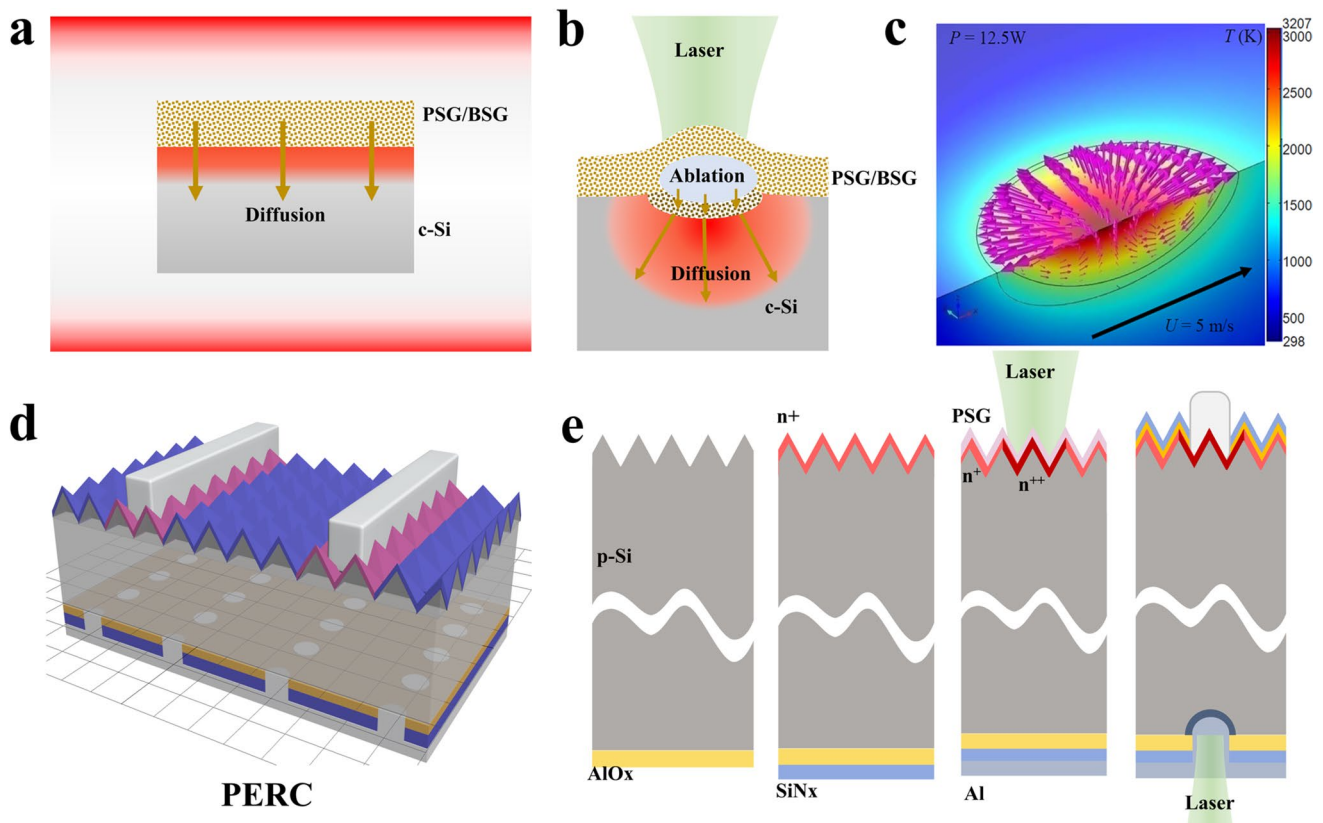 a
PSG/BSG
Diffusion
c-Si
b
Laser
Ablation
PSG/BSG
Diffusion
c-Si
c
P = 12.5W
T (K)
3207
3000
2500
2000
1500
1000
500
298
U = 5 m/s
d
PERC
e
n+
Laser
PSG
n+
n++
p-Si
AlOx
SiNx
Al
Laser